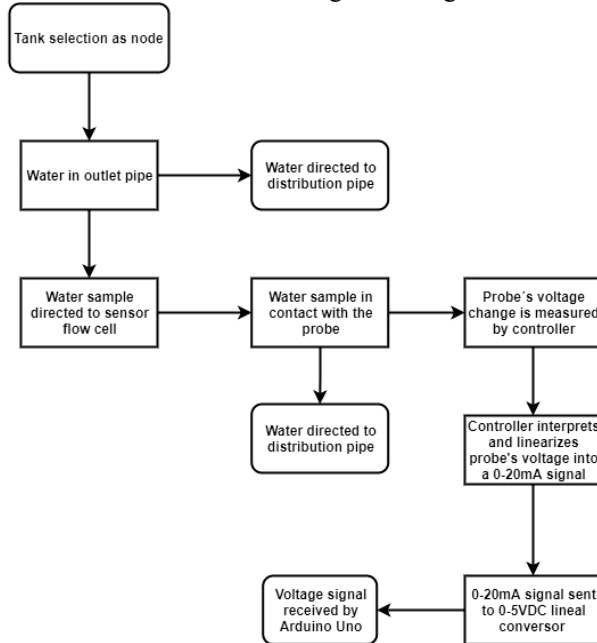 Tank selection as node
Water in outlet pipe
Water directed to
distribution pipe
Water sample
directed to sensor
flow cell
Water sample in
contact with the
probe
Probe´s voltage
change is measured
by controller
Water directed to
distribution pipe
Controller interprets
and linearizes
probe's voltage into
a 0-20mA signal
Voltage signal
received by
Arduino Uno
0-20mA signal sent
to 0-5VDC lineal
conversor